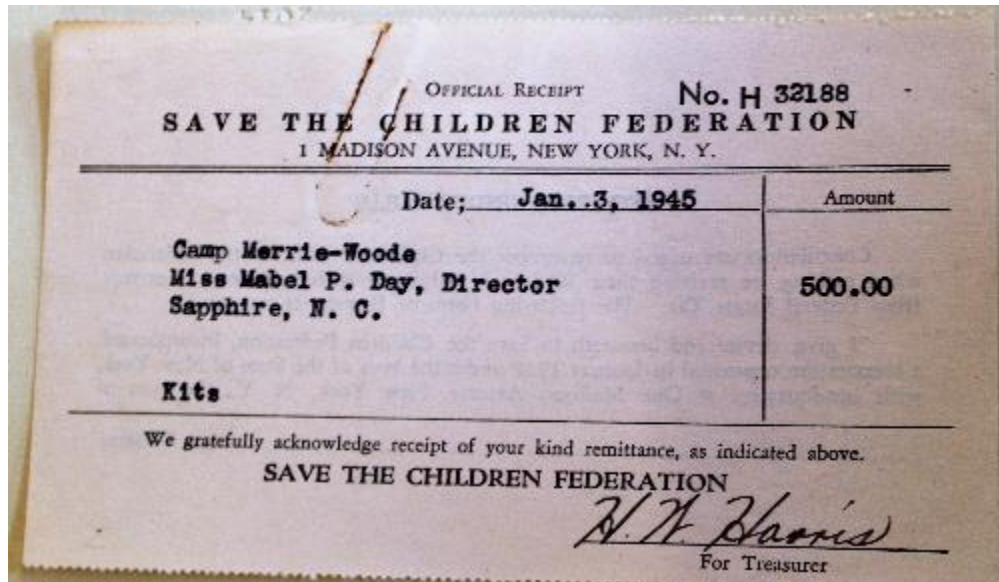 OFFICIAL RECEIPT No. H 32188
SAVE THE CHILDREN FEDERATION
1 MADISON AVENUE, NEW YORK, N. Y.
Date; Jan. 3, 1945 Amount
Camp Merrie-Woode
Miss Mabel P. Day, Director 500.00
Sapphire, N. C.
Kits
We gratefully acknowledge receipt of your kind remittance, as indicated above.
SAVE THE CHILDREN FEDERATION
H. W. Harris
For Treasurer